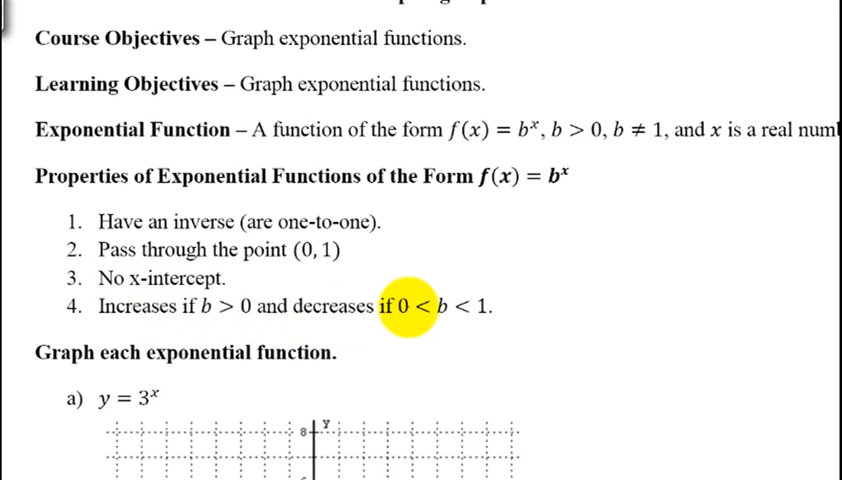 Course Objectives – Graph exponential functions.
Learning Objectives – Graph exponential functions.
Exponential Function – A function of the form f(x) = bˣ, b > 0, b ≠ 1, and x is a real
Properties of Exponential Functions of the Form f(x) = bˣ
1. Have an inverse (are one-to-one).
2. Pass through the point (0, 1)
3. No x-intercept.
4. Increases if b > 0 and decreases if 0 < b < 1.
Graph each exponential function.
a) y = 3ˣ
8 y